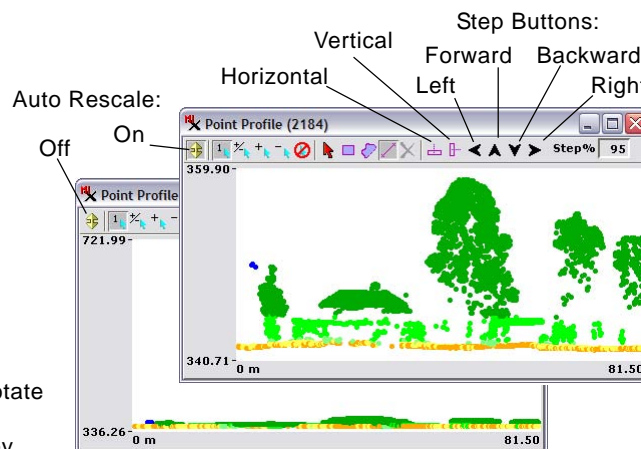 Step Buttons:
Vertical
Forward Backward
Horizontal
Left Right
Auto Rescale:
On
Off
Point Profile (2184)
Step% 95
359.90
340.71
0 m 81.50
Point Profile
721.99
336.26
0 m 81.50